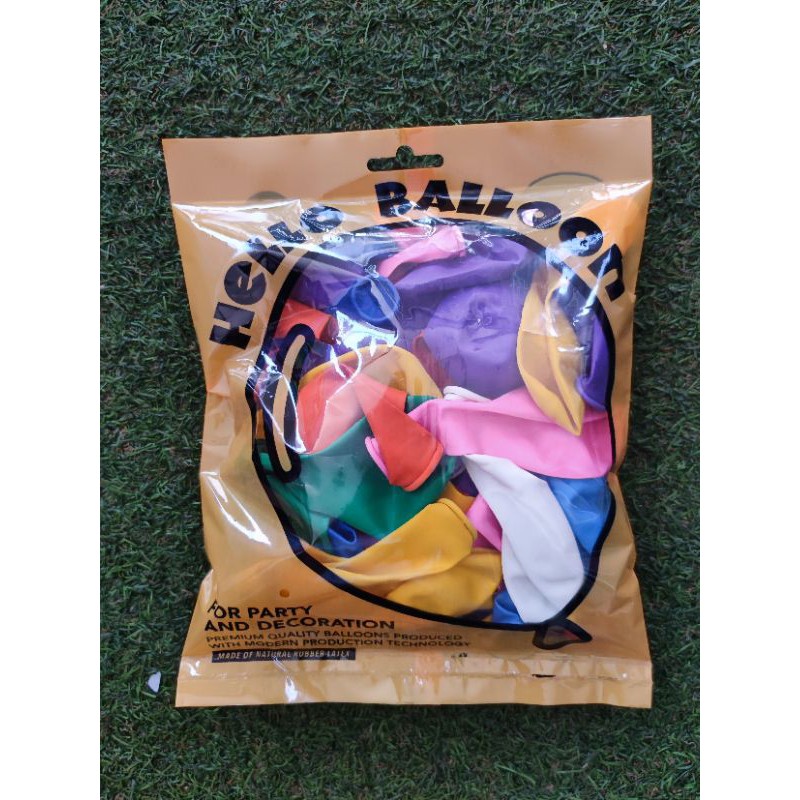 HELLO BALLOON
FOR PARTY
AND DECORATION
PREMIUM QUALITY BALLOONS PRODUCED
WITH MODERN PRODUCTION TECHNOLOGY
MADE OF NATURAL RUBBER LATEX